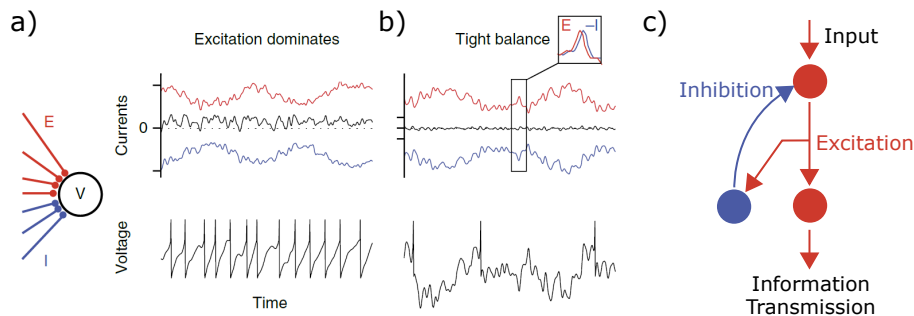 a)
Excitation dominates
E
I
V
Currents
0
Voltage
Time
b)
Tight balance
E –I
c)
Input
Inhibition
Excitation
Information
Transmission